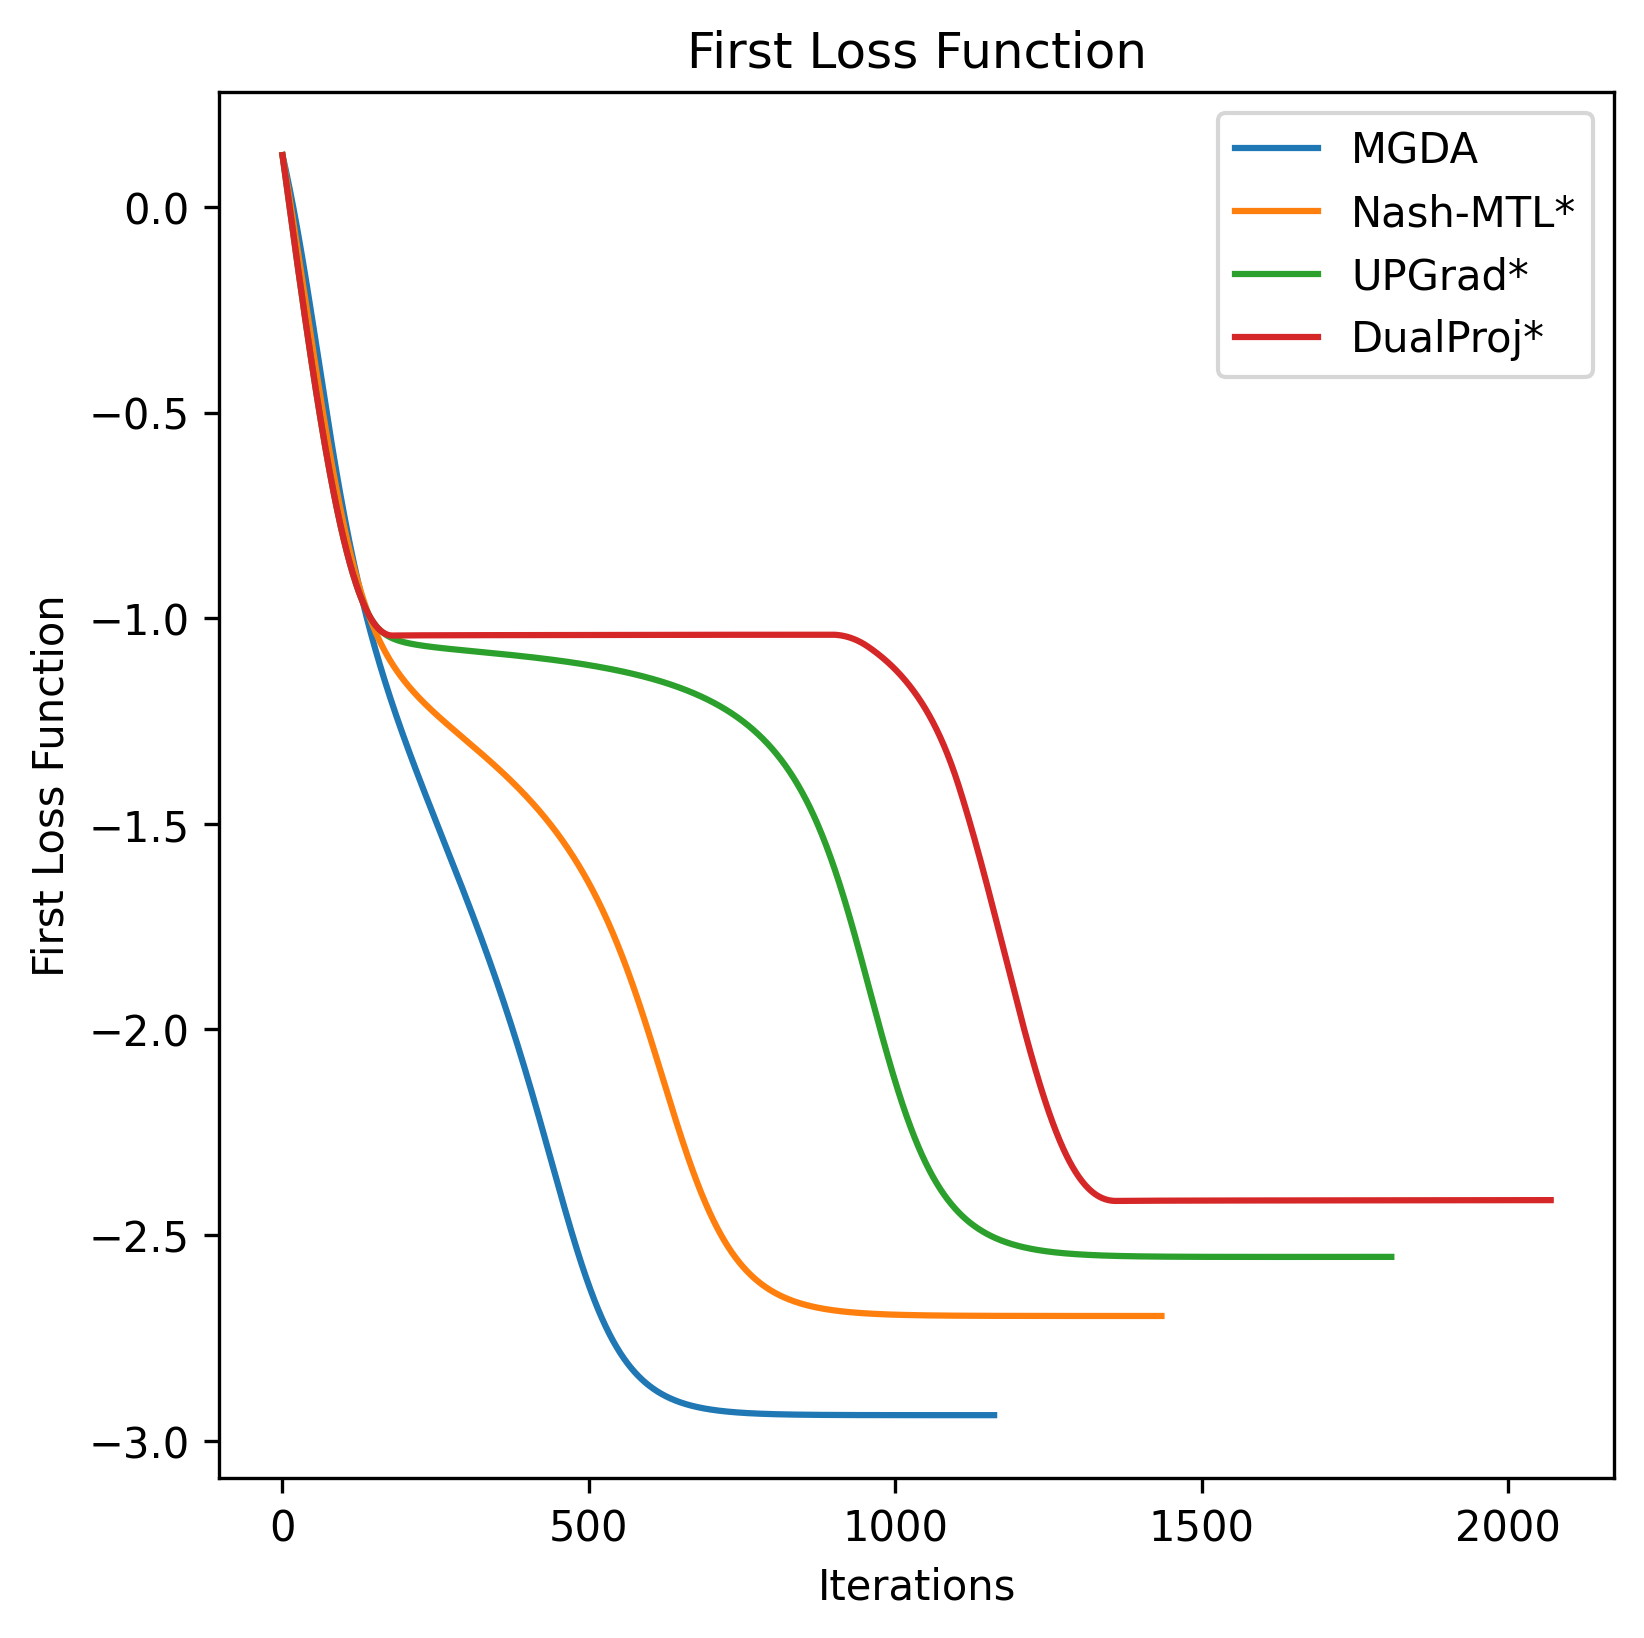 First Loss Function
MGDA
Nash-MTL*
UPGrad*
DualProj*
First Loss Function
0.0
−0.5
−1.0
−1.5
−2.0
−2.5
−3.0
0 500 1000 1500 2000
Iterations